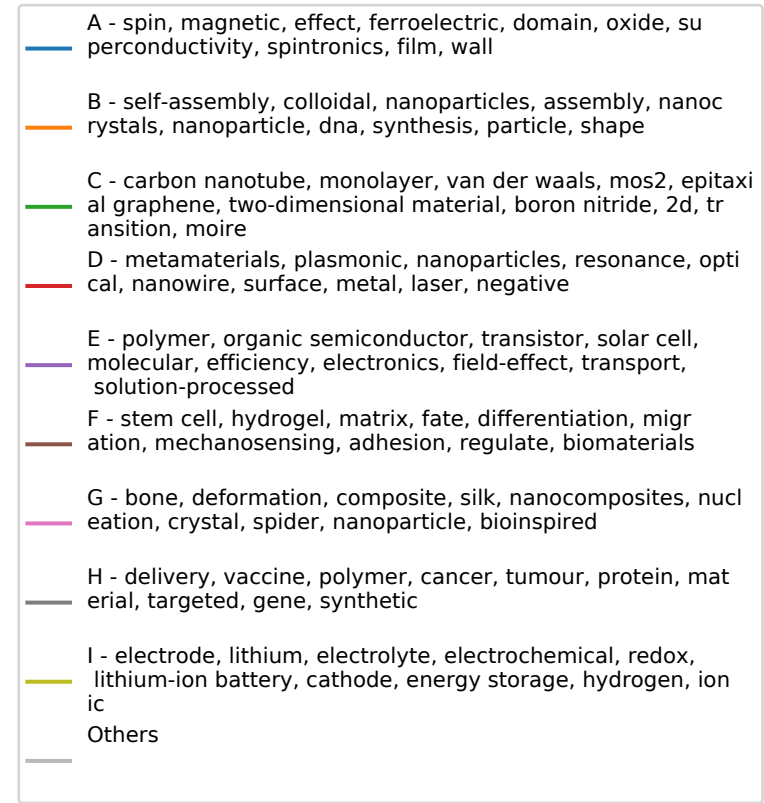 A - spin, magnetic, effect, ferroelectric, domain, oxide, su
perconductivity, spintronics, film, wall
B - self-assembly, colloidal, nanoparticles, assembly, nanoc
rystals, nanoparticle, dna, synthesis, particle, shape
C - carbon nanotube, monolayer, van der waals, mos2, epitaxi
al graphene, two-dimensional material, boron nitride, 2d, tr
ansition, moire
D - metamaterials, plasmonic, nanoparticles, resonance, opti
cal, nanowire, surface, metal, laser, negative
E - polymer, organic semiconductor, transistor, solar cell,
molecular, efficiency, electronics, field-effect, transport,
solution-processed
F - stem cell, hydrogel, matrix, fate, differentiation, migr
ation, mechanosensing, adhesion, regulate, biomaterials
G - bone, deformation, composite, silk, nanocomposites, nucl
eation, crystal, spider, nanoparticle, bioinspired
H - delivery, vaccine, polymer, cancer, tumour, protein, mat
erial, targeted, gene, synthetic
I - electrode, lithium, electrolyte, electrochemical, redox,
lithium-ion battery, cathode, energy storage, hydrogen, ion
ic
Others